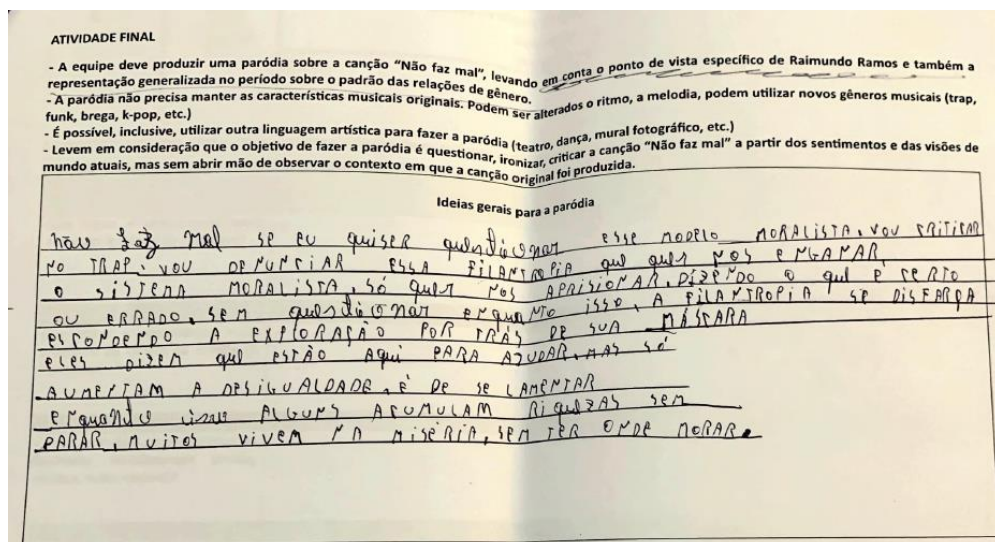 ATIVIDADE FINAL
- A equipe deve produzir uma paródia sobre a canção “Não faz mal”, levando em conta o ponto de vista específico de Raimundo Ramos e também a
representação generalizada no período sobre o padrão das relações de gênero.
- A paródia não precisa manter as características musicais originais. Podem ser alterados o ritmo, a melodia, podem utilizar novos gêneros musicais (trap,
funk, brega, k-pop, etc.)
- É possível, inclusive, utilizar outra linguagem artística para fazer a paródia (teatro, dança, mural fotográfico, etc.)
- Levem em consideração que o objetivo de fazer a paródia é questionar, ironizar, criticar a canção “Não faz mal” a partir dos sentimentos e das visões de
mundo atuais, mas sem abrir mão de observar o contexto em que a canção original foi produzida.
Ideias gerais para a paródia
não faz mal se eu quiser questionar esse MODELO MORALISTA, VOU CRITICAR
NO TRAP. VOU DENUNCIAR ESSA FILANTROPIA que quer NOS ENGANAR
O SISTEMA MORALISTA, SÓ quer NOS APRISIONAR, DIZENDO O que É CERTO
OU ERRADO, SEM questionar enquANTO ISSO, A FILANTROPIA SE DISFARÇA
ESCONDENDO A EXPLORAÇÃO POR TRÁS DE SUA MÁSCARA
eles DIZEM que estão Aqui PARA AJUDAR, MAS SÓ
AUMENTAM A DESIGUALDADE, É DE SE LAMENTAR
enquanto isso ALGUNS ACUMULAM RiquEZAS SEM
PARAR, MUITOS VIVEM NA MISÉRIA, SEM TER ONDE MORAR.